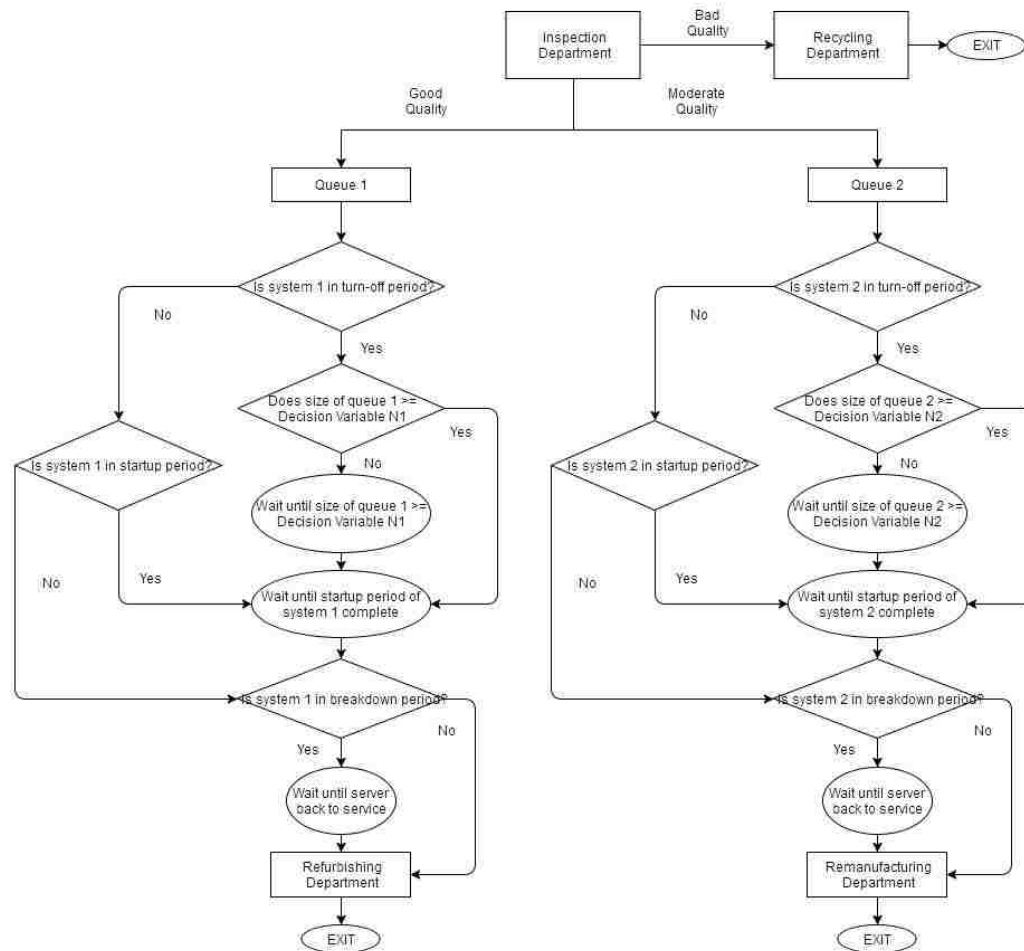 Inspection
Department
Bad
Quality
Recycling
Department
EXIT
Good
Quality
Moderate
Quality
Queue 1
Is system 1 in turn-off period?
No
Yes
Does size of queue 1 >=
Decision Variable N1
Yes
Is system 1 in startup period?
No
Wait until size of queue 1 >=
Decision Variable N1
No
Yes
Wait until startup period of
system 1 complete
Is system 1 in breakdown period?
No
Yes
Wait until server
back to service
Refurbishing
Department
EXIT
Queue 2
Is system 2 in turn-off period?
No
Yes
Does size of queue 2 >=
Decision Variable N2
Yes
Is system 2 in startup period?
No
Wait until size of queue 2 >=
Decision Variable N2
No
Yes
Wait until startup period of
system 2 complete
Is system 2 in breakdown period?
No
Yes
Wait until server
back to service
Remanufacturing
Department
EXIT